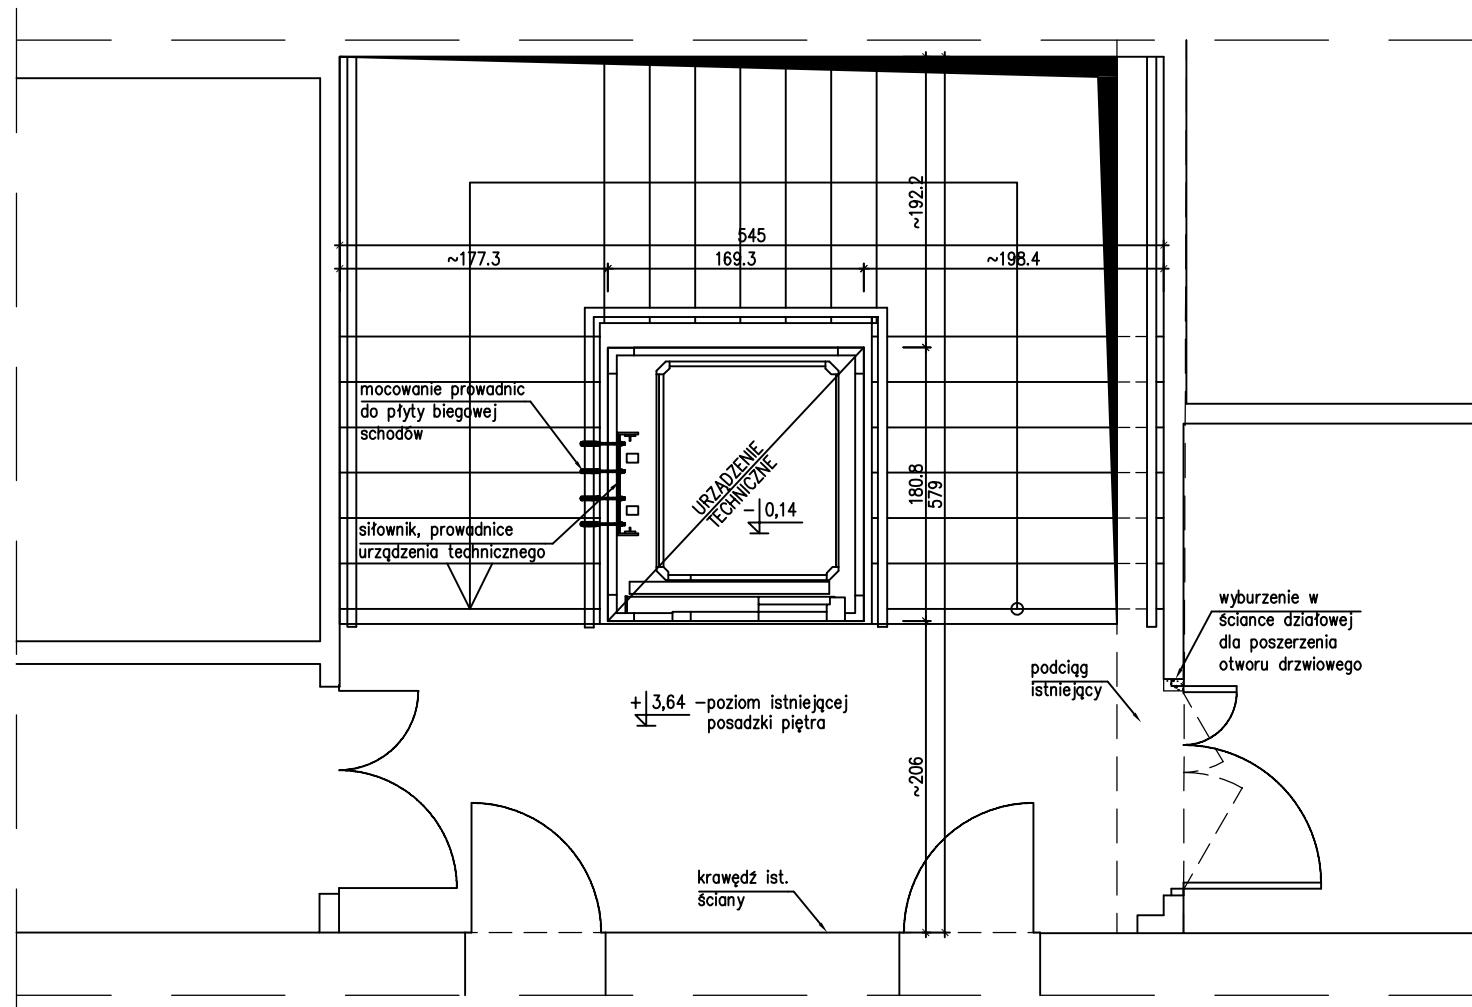 ~192.2
545
~177.3
169.3
~198.4
mocowanie prowadnic
do płyty biegowej
schodów
URZĄDZENIE
TECHNICZNE
- 0,14
180.8
579
siłownik, prowadnice
urządzenia technicznego
wyburzenie w
ściance działowej
dla poszerzenia
otworu drzwiowego
podciąg
istniejący
+ 3,64 -poziom istniejącej
posadzki piętra
~206
krawędź ist.
ściany